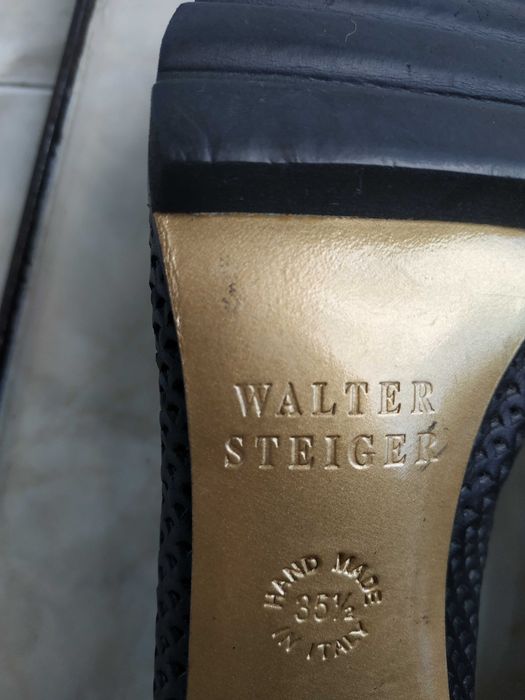 WALTER
STEIGER
HAND MADE
35½
IN ITALY